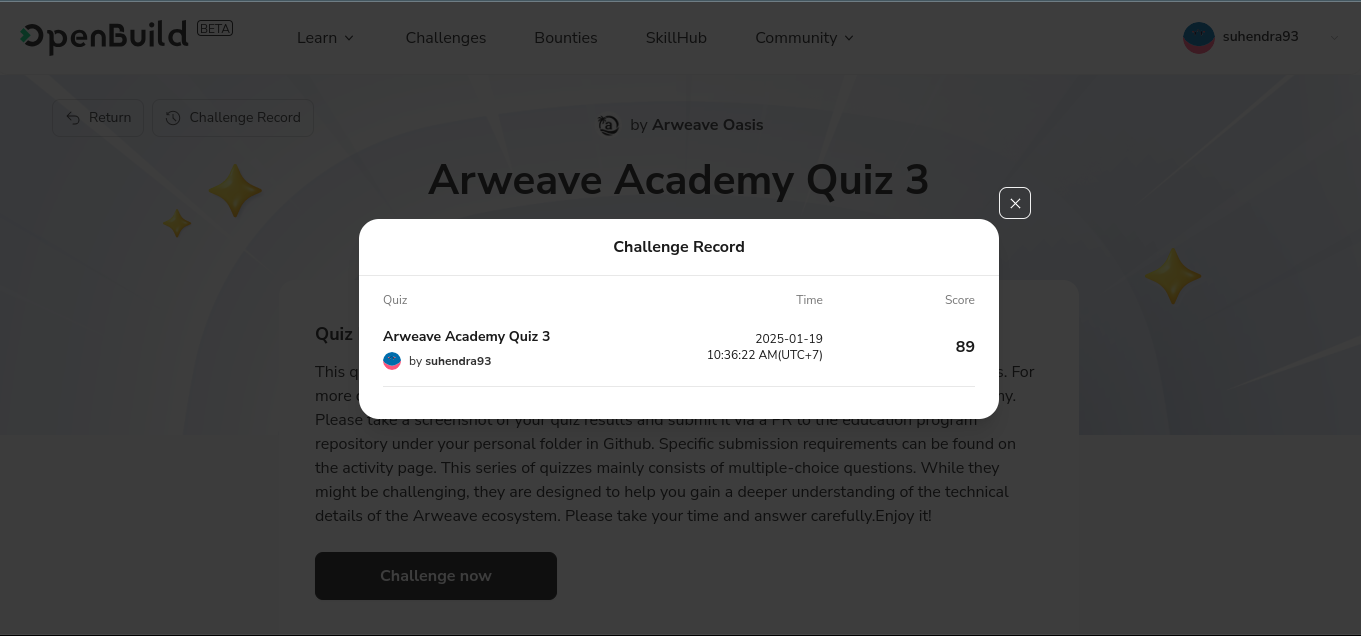 OpenBuild BETA
Learn Challenges Bounties SkillHub Community suhendra93
Return Challenge Record
by Arweave Oasis
Arweave Academy Quiz 3
Challenge Record
Quiz Time Score
Arweave Academy Quiz 3
by suhendra93
2025-01-19
10:36:22 AM(UTC+7)
89
Quiz
This q s. For
more ny.
Please take a screenshot of your quiz results and submit it via a PR to the education program
repository under your personal folder in Github. Specific submission requirements can be found on
the activity page. This series of quizzes mainly consists of multiple-choice questions. While they
might be challenging, they are designed to help you gain a deeper understanding of the technical
details of the Arweave ecosystem. Please take your time and answer carefully.Enjoy it!
Challenge now